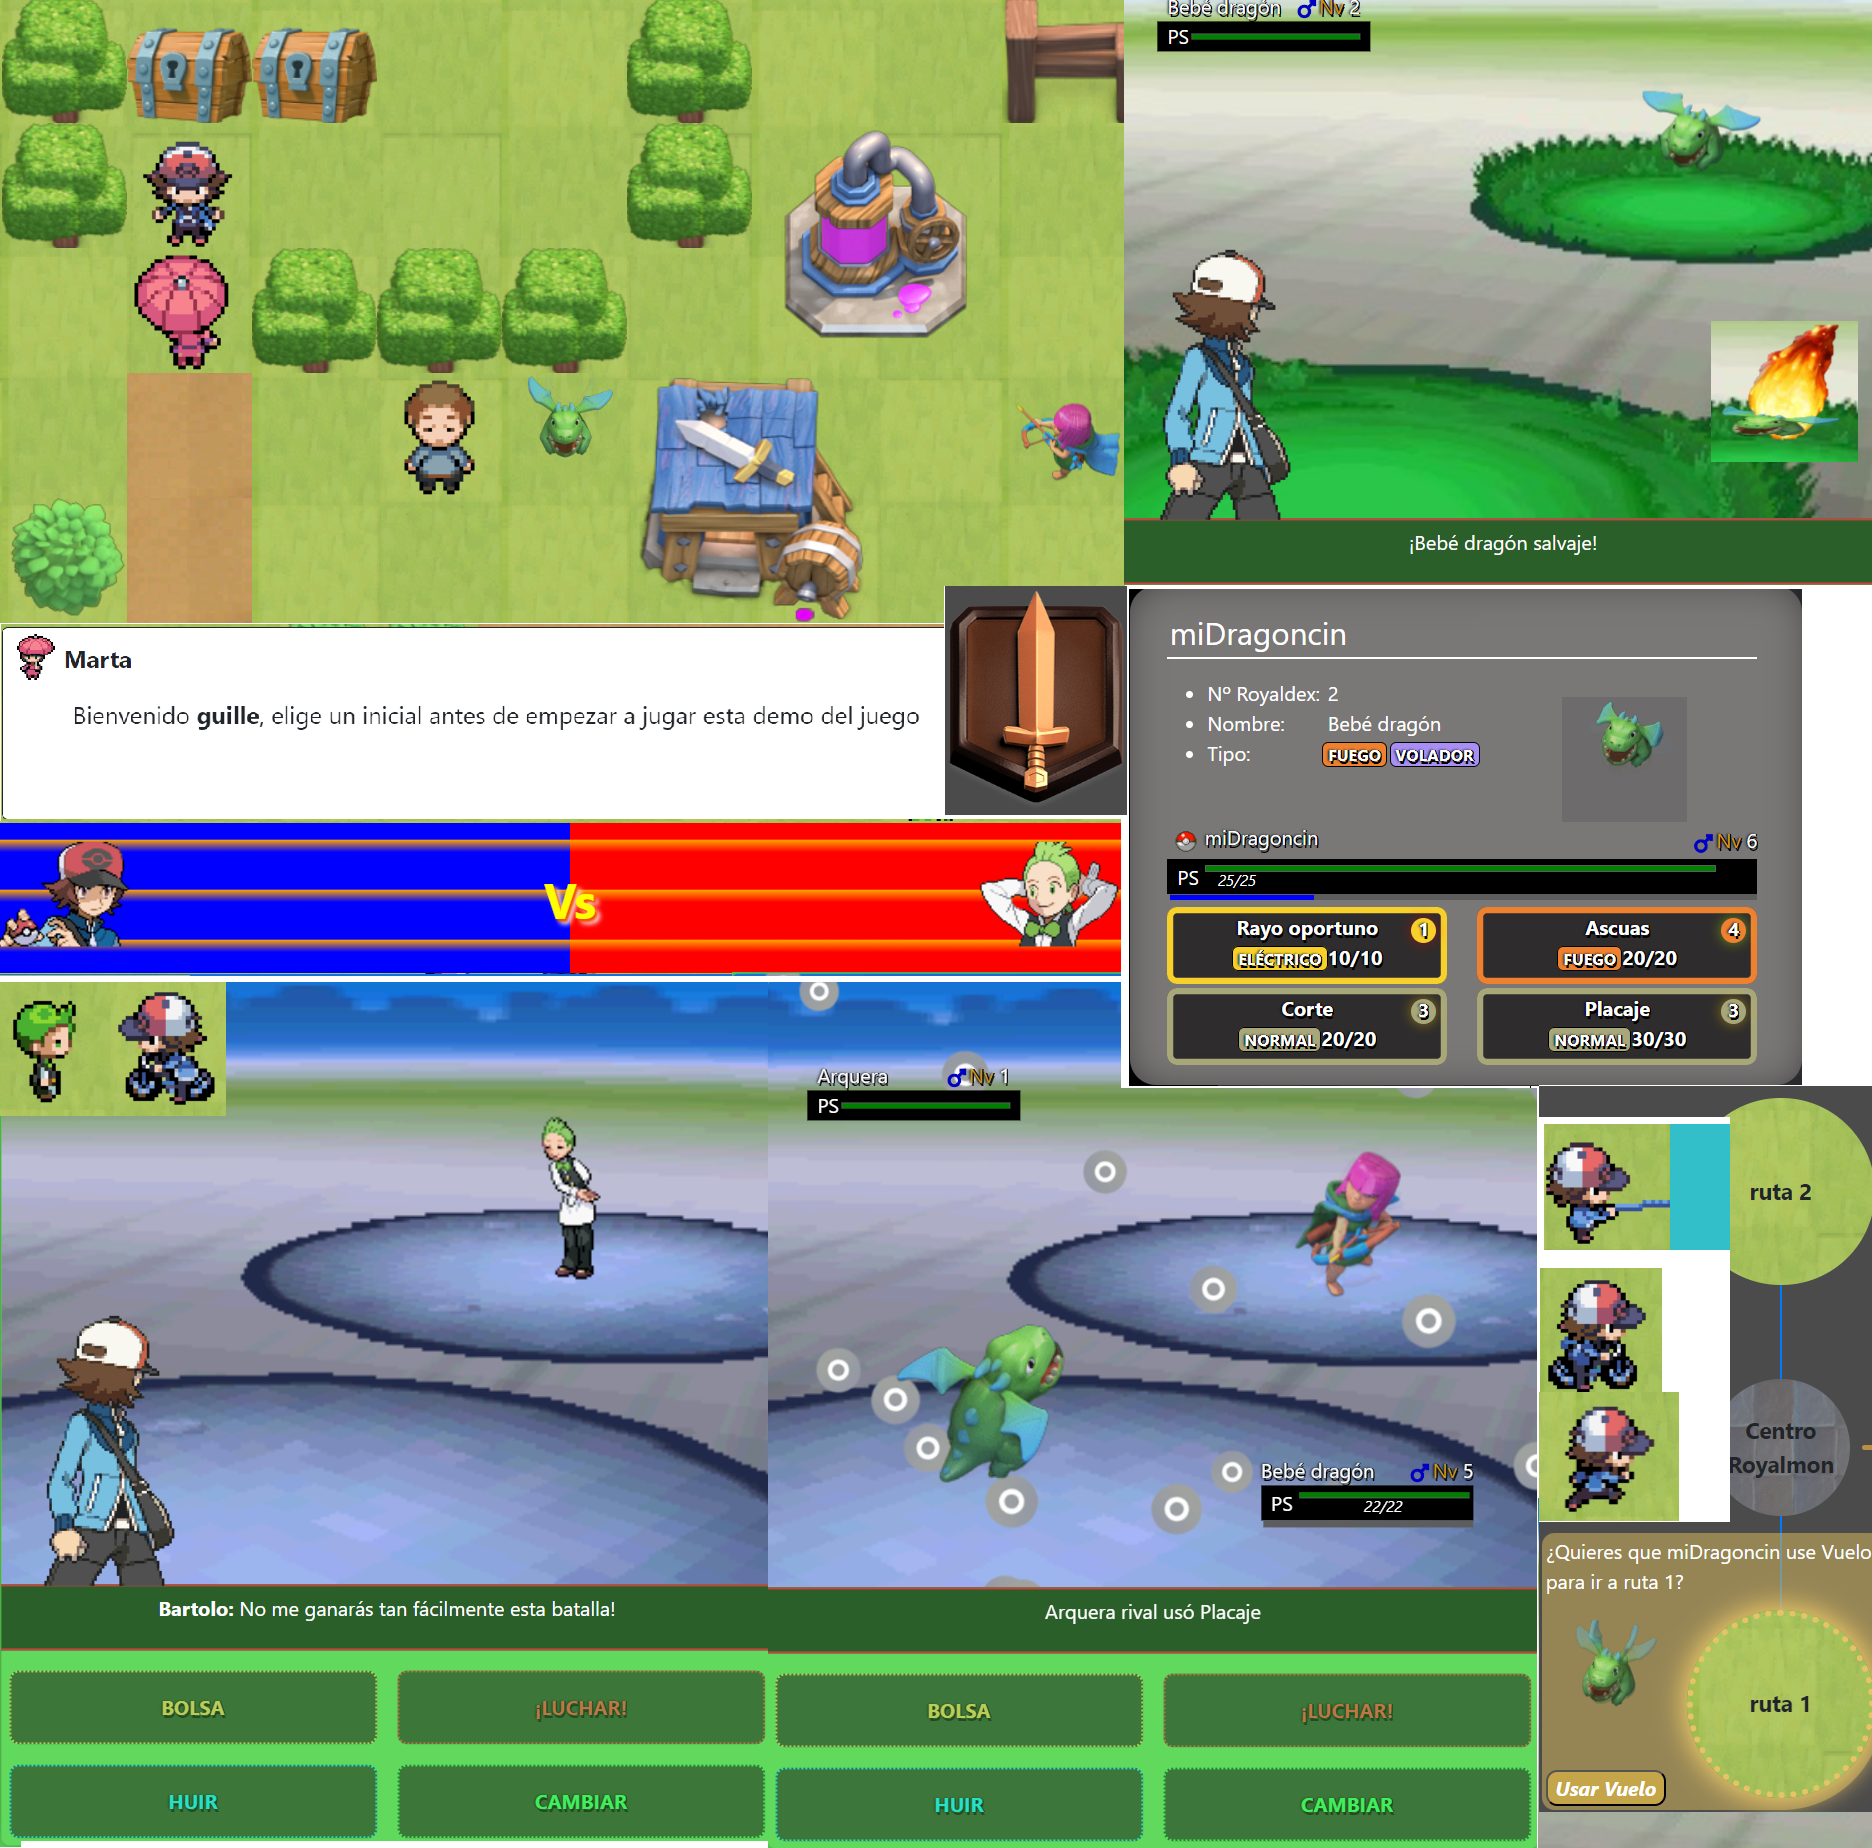 Bebé dragón ♂ Nv 2
PS
¡Bebé dragón salvaje!
Marta
Bienvenido guille, elige un inicial antes de empezar a jugar esta demo del juego
miDragoncin
Nº Royaldex: 2
Nombre: Bebé dragón
Tipo: FUEGO VOLADOR
miDragoncin ♂ Nv 6
PS 25/25
Rayo oportuno 1
ELÉCTRICO 10/10
Ascuas 4
FUEGO 20/20
Corte 3
NORMAL 20/20
Placaje 3
NORMAL 30/30
Vs
Arquera ♂ Nv 1
PS
Bebé dragón ♂ Nv 5
PS 22/22
Bartolo: No me ganarás tan fácilmente esta batalla!
BOLSA
¡LUCHAR!
HUIR
CAMBIAR
Arquera rival usó Placaje
BOLSA
¡LUCHAR!
HUIR
CAMBIAR
ruta 2
Centro
Royalmon
¿Quieres que miDragoncin use Vuelo
para ir a ruta 1?
ruta 1
Usar Vuelo